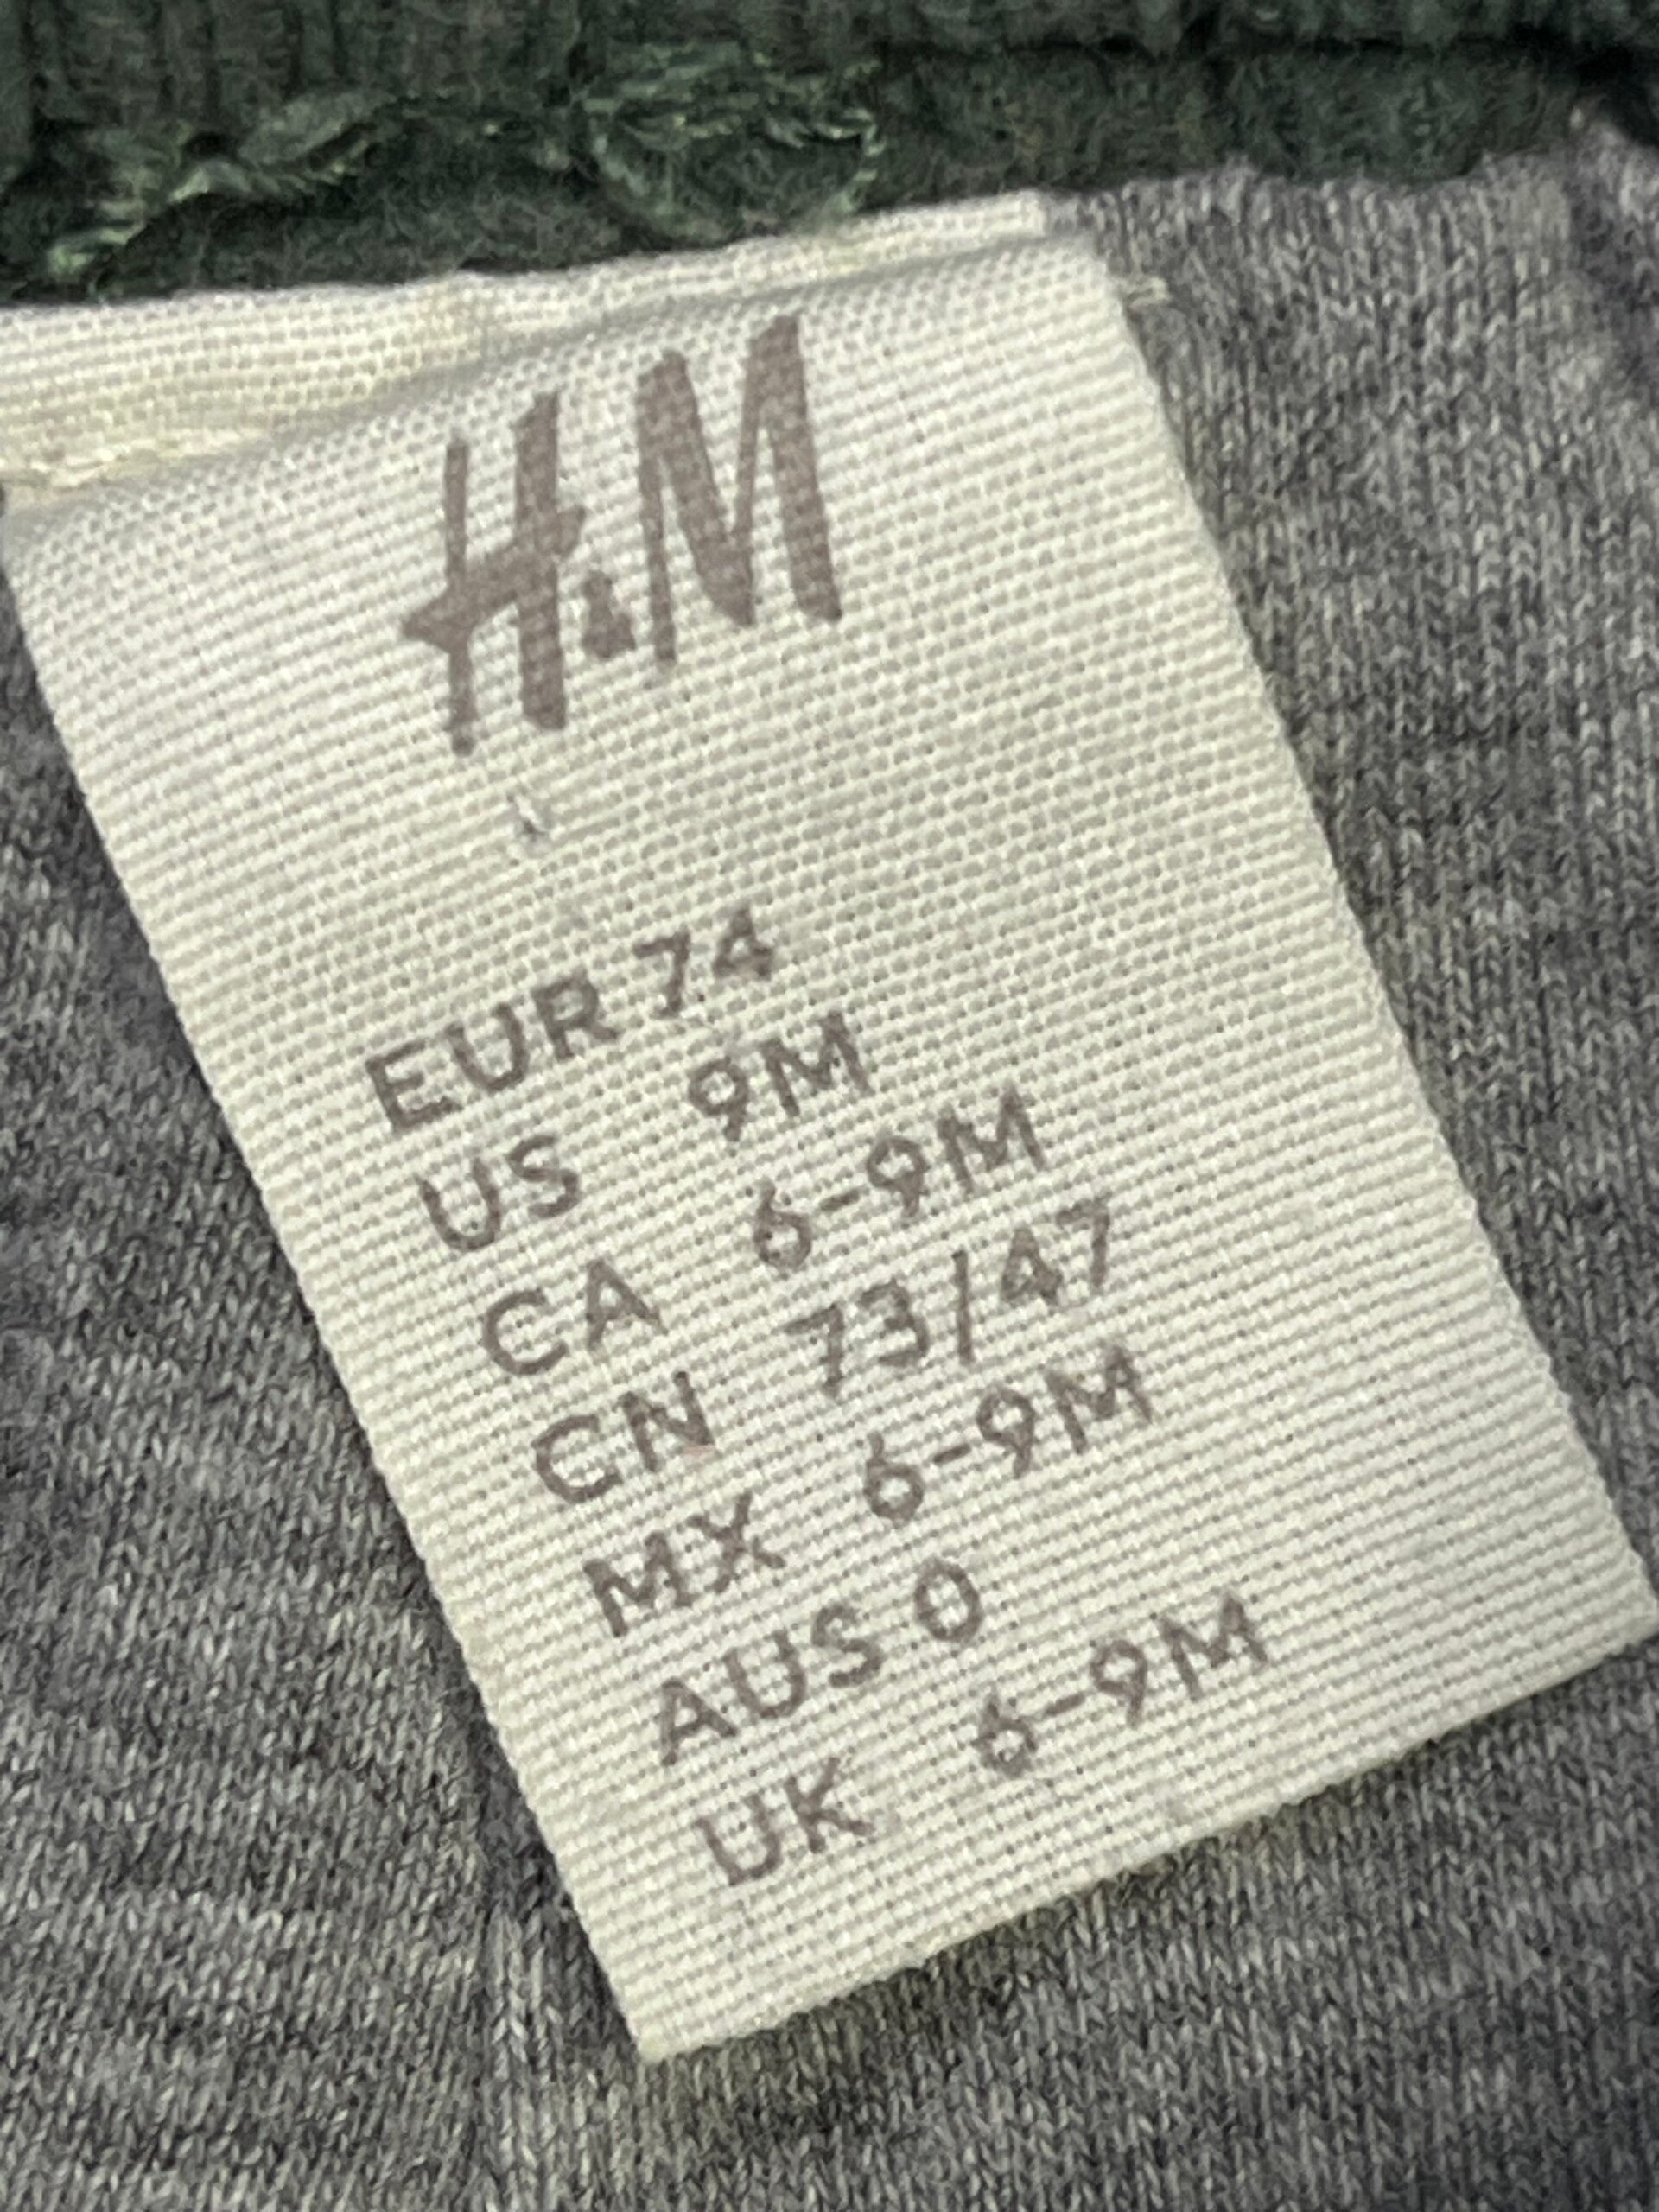 H&M
EUR 74
US 9M
CA 6-9M
CN 73/47
MX 6-9M
AUS 0
UK 6-9M